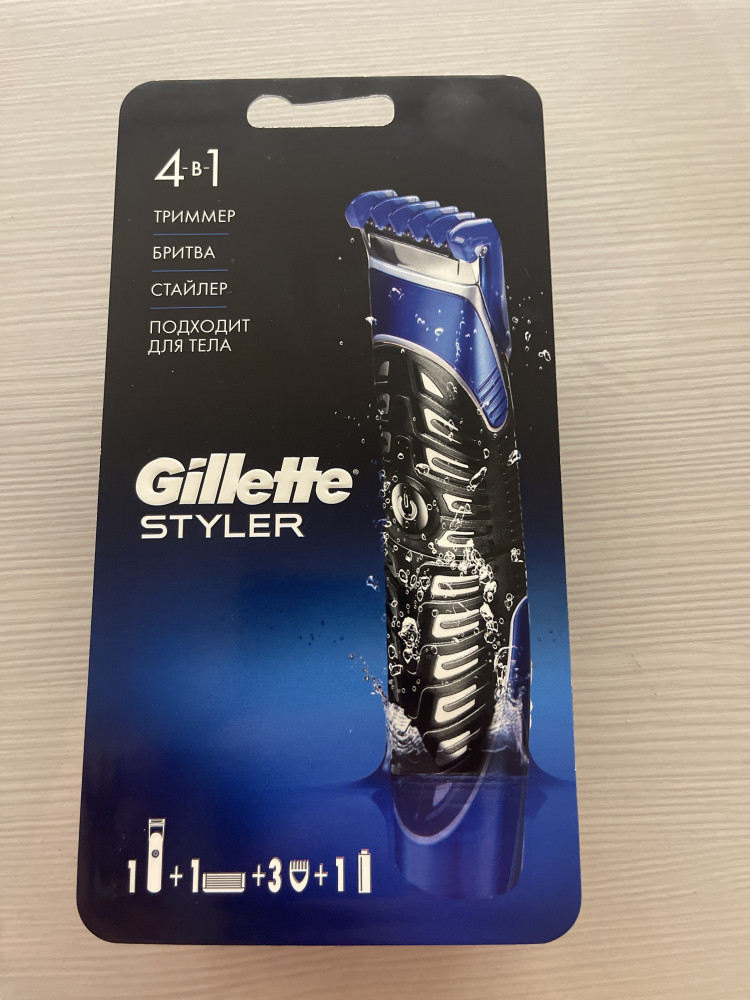 4-в-1
ТРИММЕР
БРИТВА
СТАЙЛЕР
ПОДХОДИТ
ДЛЯ ТЕЛА
Gillette®
STYLER
1+1+3+1